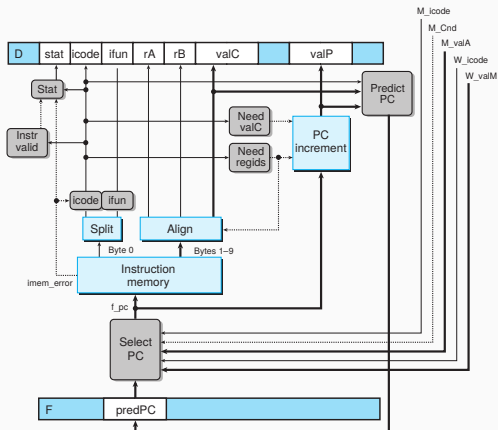 M_icode
M_Cnd
M_valA
W_icode
W_valM
D stat icode ifun rA rB valC valP
Stat
Predict
PC
Instr
valid
Need
valC
Need
regids
PC
increment
icode ifun
Split
Align
Byte 0
Bytes 1–9
Instruction
memory
imem_error
f_pc
Select
PC
F predPC